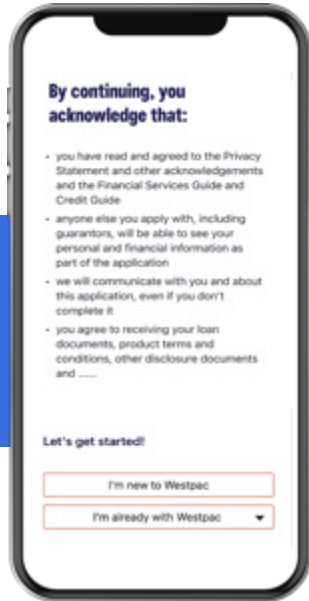 By continuing, you
acknowledge that:
- you have read and agreed to the Privacy
Statement and other acknowledgements
and the Financial Services Guide and
Credit Guide
- anyone else you apply with, including
guarantors, will be able to see your
personal and financial information as
part of the application
- we will communicate with you and about
this application, even if you don't
complete it
- you agree to receiving your loan
documents, product terms and
conditions, other disclosure documents
and ......
Let's get started!
I'm new to Westpac
I'm already with Westpac